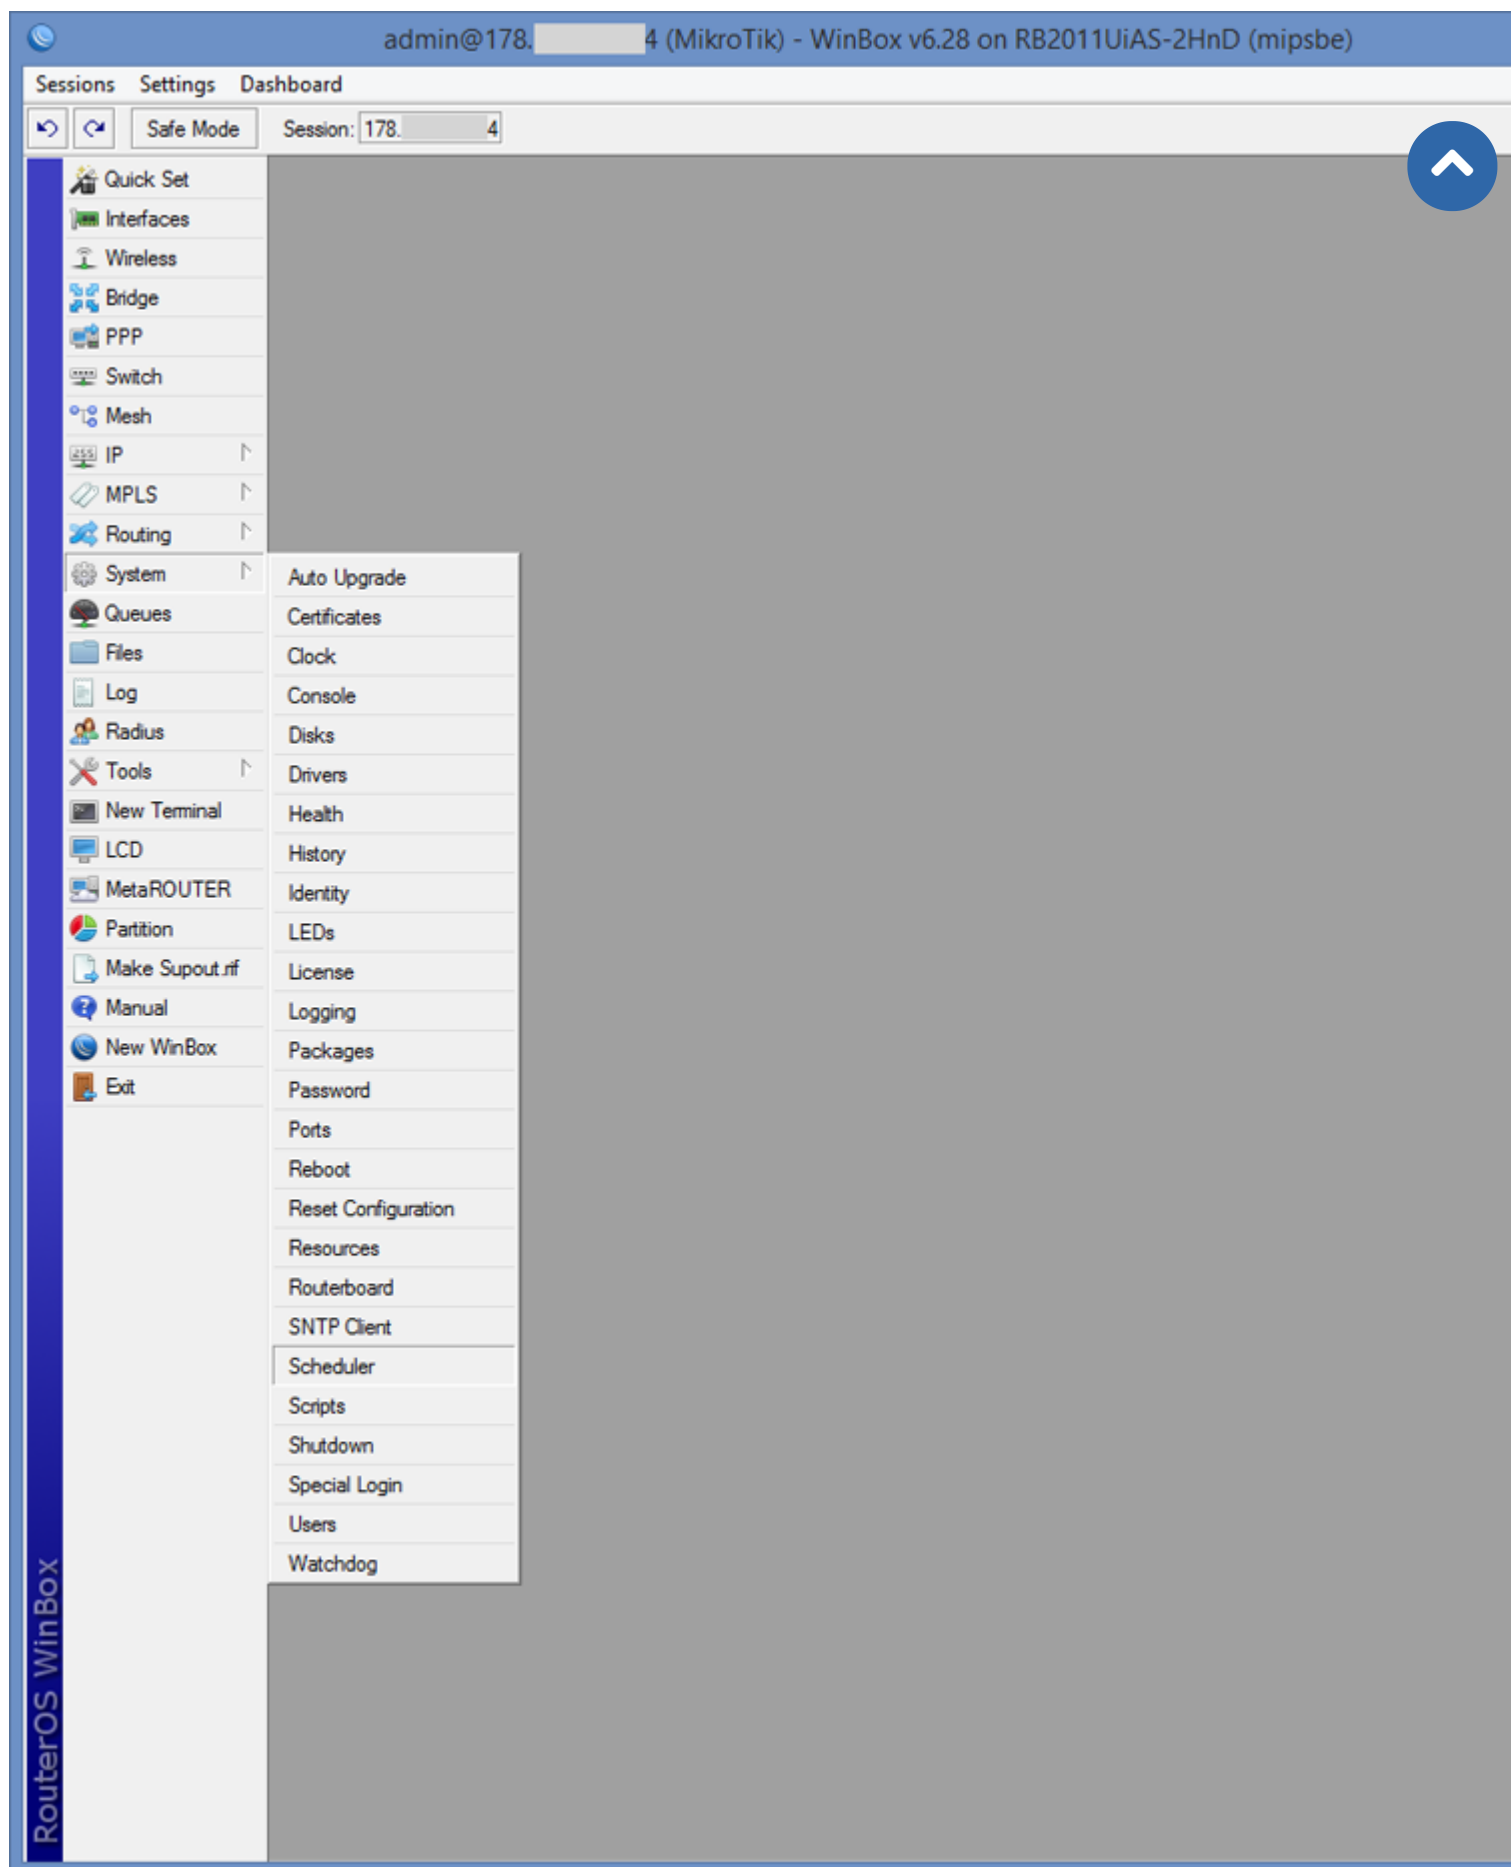 admin@178. 4 (MikroTik) - WinBox v6.28 on RB2011UiAS-2HnD (mipsbe)
Sessions Settings Dashboard
Safe Mode Session: 178. 4
Quick Set
Interfaces
Wireless
Bridge
PPP
Switch
Mesh
IP
MPLS
Routing
System
Queues
Files
Log
Radius
Tools
New Terminal
LCD
MetaROUTER
Partition
Make Supout.rif
Manual
New WinBox
Exit
Auto Upgrade
Certificates
Clock
Console
Disks
Drivers
Health
History
Identity
LEDs
License
Logging
Packages
Password
Ports
Reboot
Reset Configuration
Resources
Routerboard
SNTP Client
Scheduler
Scripts
Shutdown
Special Login
Users
Watchdog
RouterOS WinBox